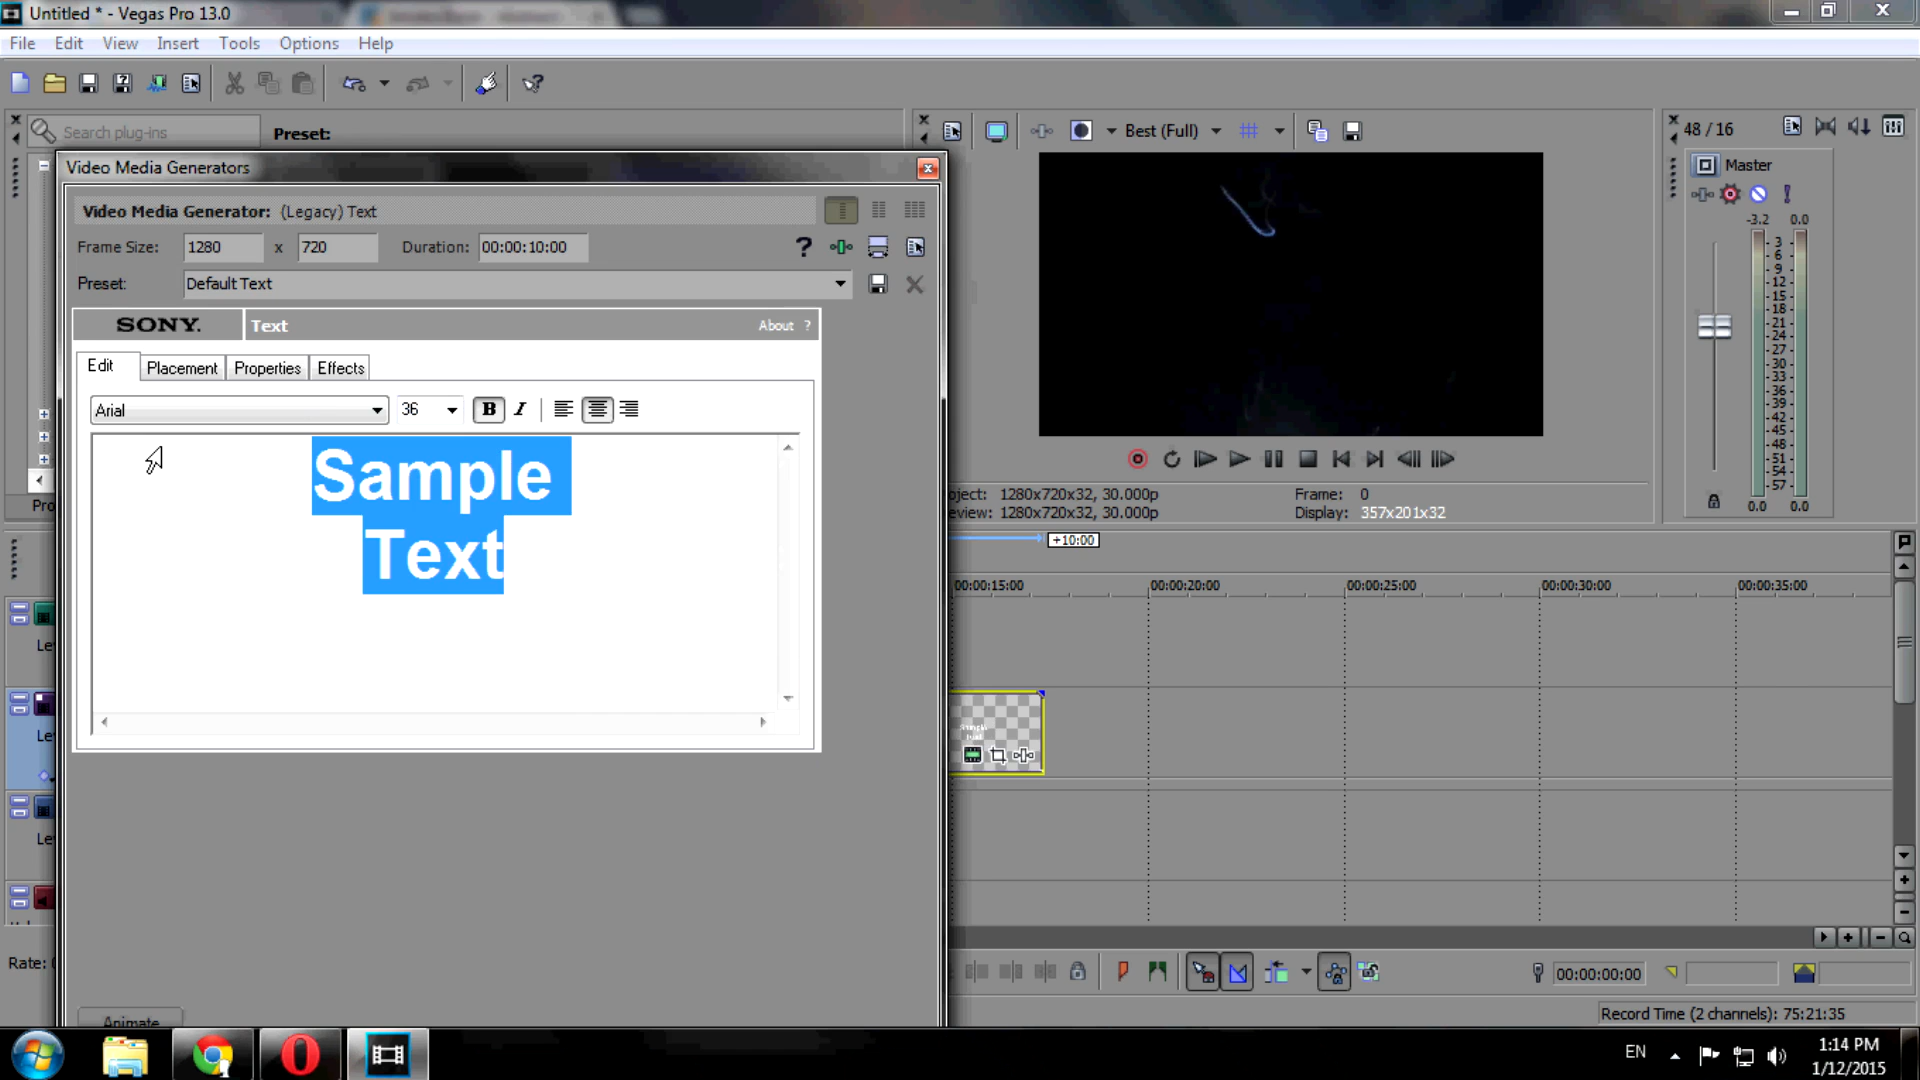 Untitled * - Vegas Pro 13.0
File Edit View Insert Tools Options Help
Search plug-ins
Preset:
Best (Full)
48 / 16
Video Media Generators
Master
Video Media Generator: (Legacy) Text
-3.2 0.0
Frame Size: 1280 x 720 Duration: 00:00:10:00
Preset: Default Text
SONY. Text About ?
Edit Placement Properties Effects
Arial 36 B I
Sample
Text
3
6
9
12
15
18
21
24
27
30
33
36
39
42
45
48
51
54
57
0.0 0.0
Pro
oject: 1280x720x32, 30.000p
Frame: 0
view: 1280x720x32, 30.000p
Display: 357x201x32
+10:00
00:00:15:00 00:00:20:00 00:00:25:00 00:00:30:00 00:00:35:00
Le
Le
Le
Rate:
Animate
00:00:00:00
Record Time (2 channels): 75:21:35
EN
1:14 PM
1/12/2015